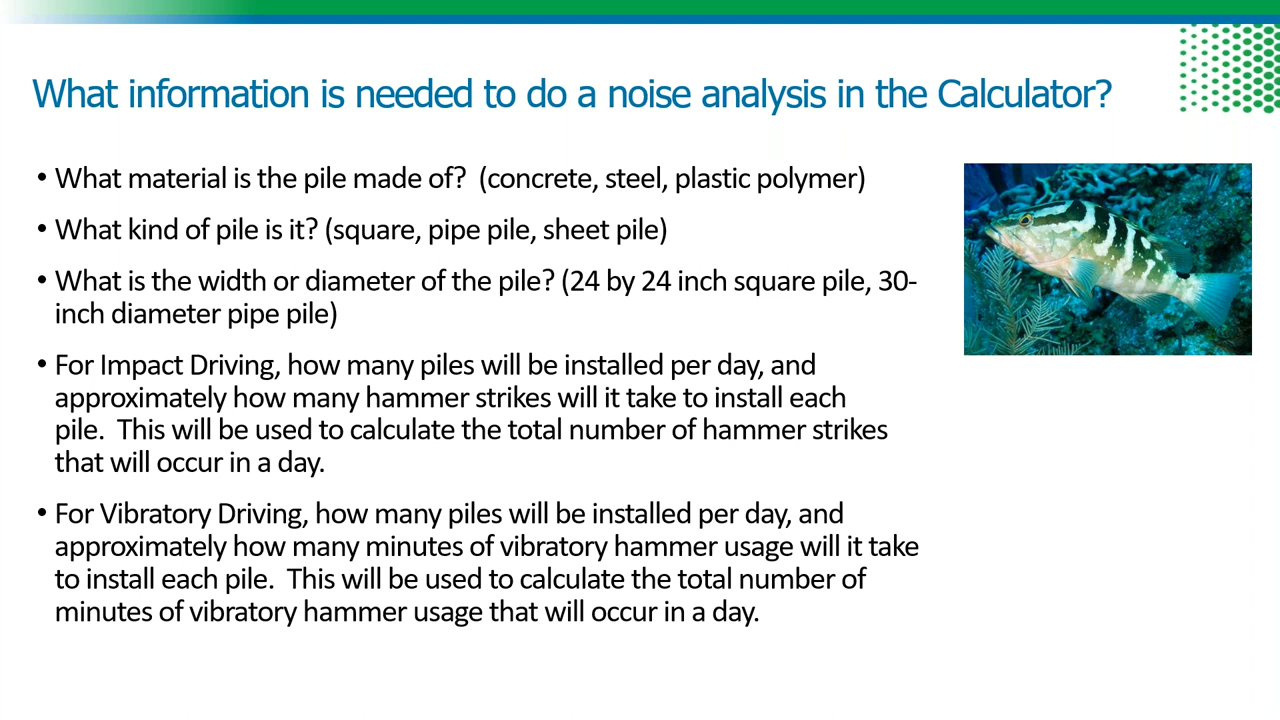 What information is needed to do a noise analysis in the Calculator?
• What material is the pile made of?  (concrete, steel, plastic polymer)
• What kind of pile is it? (square, pipe pile, sheet pile)
• What is the width or diameter of the pile? (24 by 24 inch square pile, 30-
inch diameter pipe pile)
• For Impact Driving, how many piles will be installed per day, and
approximately how many hammer strikes will it take to install each
pile.  This will be used to calculate the total number of hammer strikes
that will occur in a day.
• For Vibratory Driving, how many piles will be installed per day, and
approximately how many minutes of vibratory hammer usage will it take
to install each pile.  This will be used to calculate the total number of
minutes of vibratory hammer usage that will occur in a day.